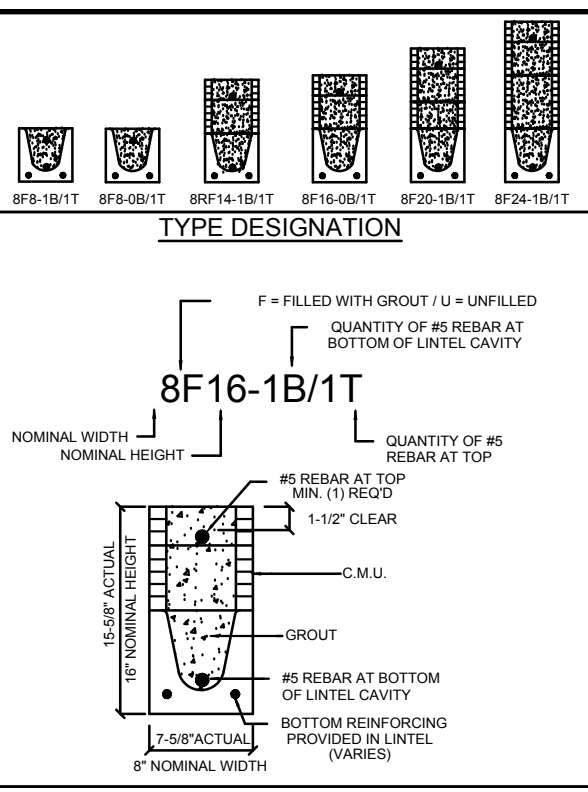 8F8-1B/1T
8F8-0B/1T
8RF14-1B/1T
8F16-0B/1T
8F20-1B/1T
8F24-1B/1T
TYPE DESIGNATION
F = FILLED WITH GROUT / U = UNFILLED
QUANTITY OF #5 REBAR AT
BOTTOM OF LINTEL CAVITY
8F16-1B/1T
NOMINAL WIDTH
NOMINAL HEIGHT
QUANTITY OF #5
REBAR AT TOP
#5 REBAR AT TOP
MIN. (1) REQ'D
1-1/2" CLEAR
15-5/8" ACTUAL
16" NOMINAL HEIGHT
C.M.U.
GROUT
#5 REBAR AT BOTTOM
OF LINTEL CAVITY
BOTTOM REINFORCING
PROVIDED IN LINTEL
(VARIES)
7-5/8"ACTUAL
8" NOMINAL WIDTH